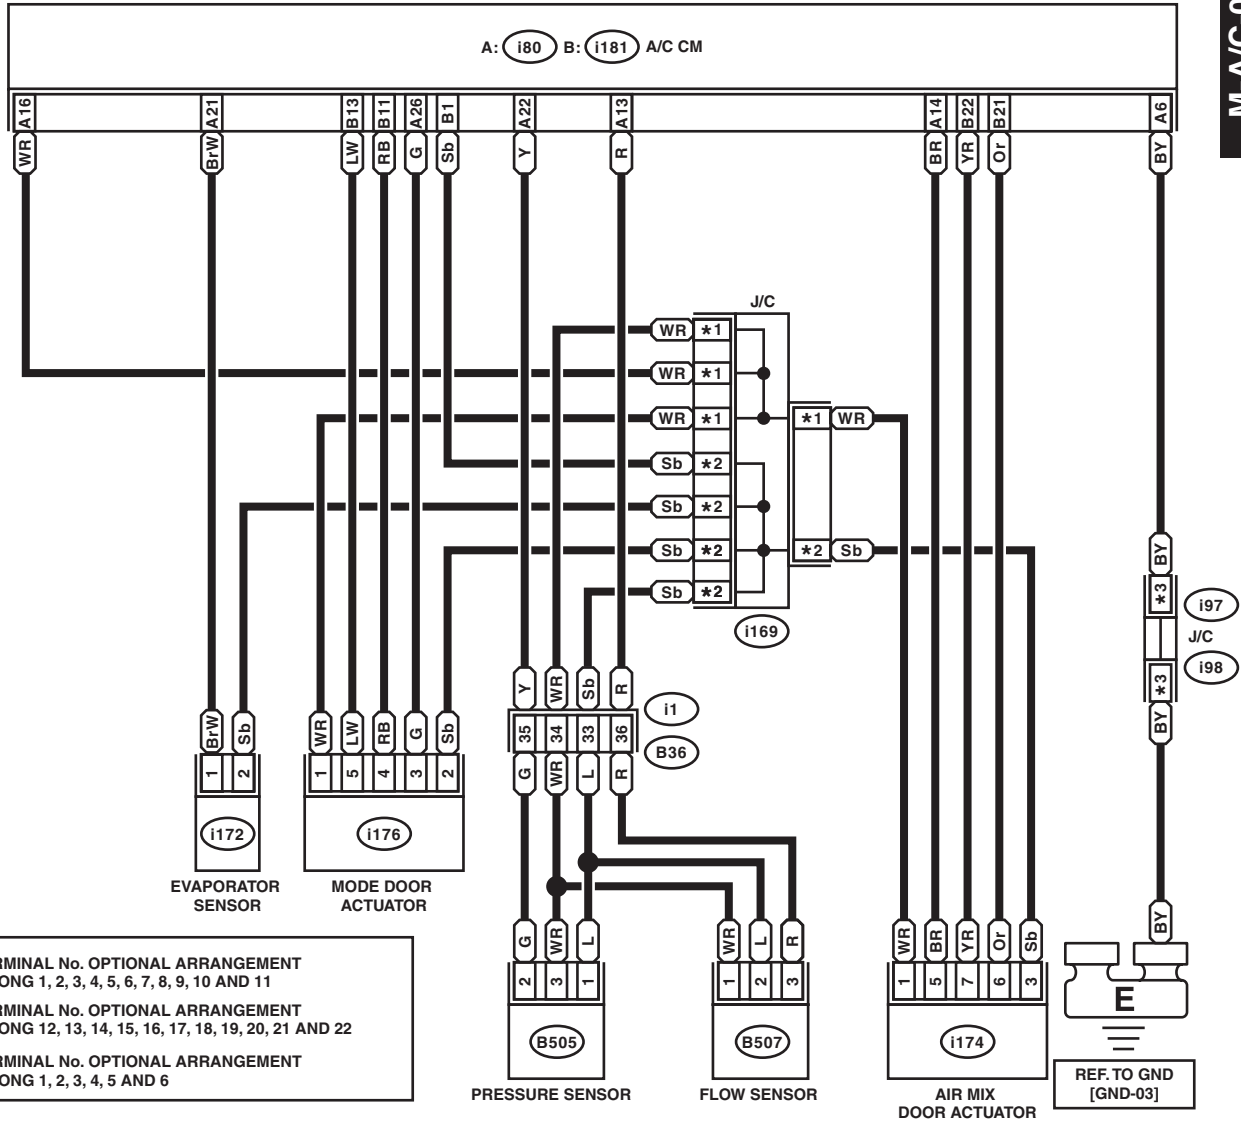 M-A/C
A: i80 B: i181 A/C CM
A16 A21 B13 B11 A26 B1 A22 A13 A14 B22 B21 A6
WR BrW LW RB G Sb Y R BR YR Or BY
J/C
WR *1
WR *1
WR *1 *1 WR
Sb *2
Sb *2
Sb *2 *2 Sb
Sb *2
i169
BY
*3 i97
J/C
*3 i98
BY
Y WR Sb R
i1
35 34 33 36
B36
G WR L R
BrW Sb WR LW RB G Sb
1 2 1 5 4 3 2
i172 i176
EVAPORATOR
SENSOR
MODE DOOR
ACTUATOR
G WR L WR L R WR BR YR Or Sb BY
2 3 1 1 2 3 1 5 7 6 3
E
B505 B507 i174
PRESSURE SENSOR
FLOW SENSOR
AIR MIX
DOOR ACTUATOR
REF. TO GND
[GND-03]
RMINAL No. OPTIONAL ARRANGEMENT
ONG 1, 2, 3, 4, 5, 6, 7, 8, 9, 10 AND 11
RMINAL No. OPTIONAL ARRANGEMENT
ONG 12, 13, 14, 15, 16, 17, 18, 19, 20, 21 AND 22
RMINAL No. OPTIONAL ARRANGEMENT
ONG 1, 2, 3, 4, 5 AND 6